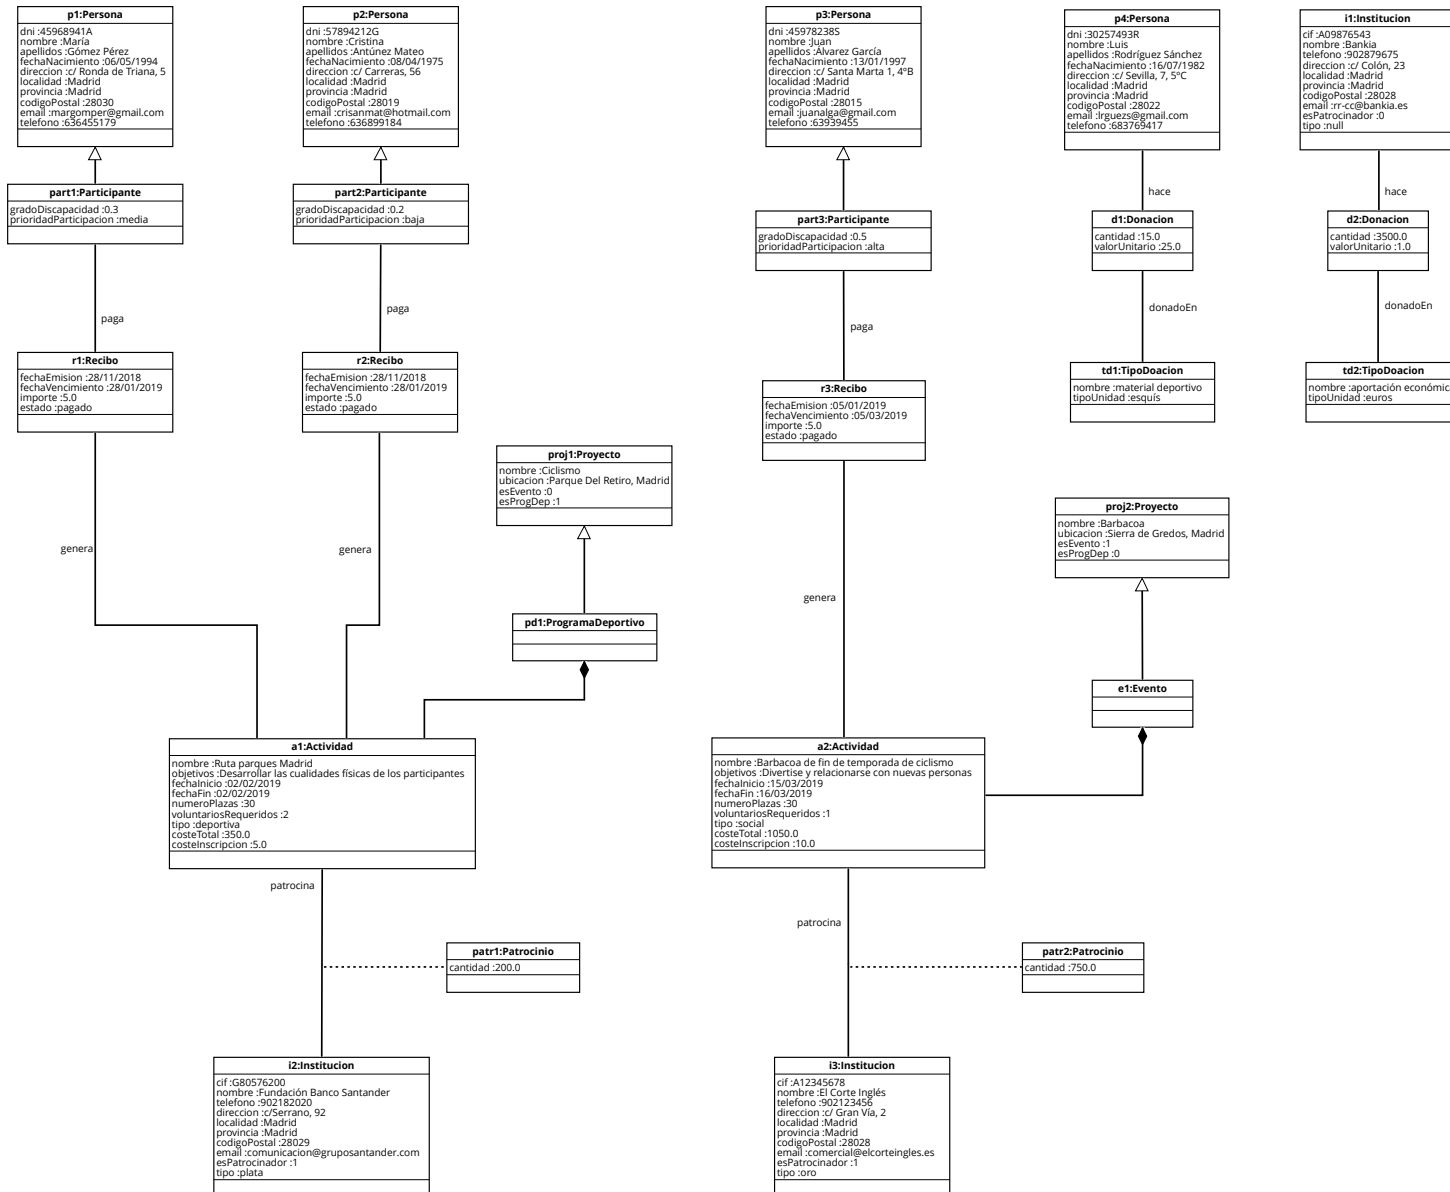 p1:Persona
dni :45968941A
nombre :María
apellidos :Gómez Pérez
fechaNacimiento :06/05/1994
direccion :c/ Ronda de Triana, 5
localidad :Madrid
provincia :Madrid
codigoPostal :28030
email :margomper@gmail.com
telefono :636455179
p2:Persona
dni :57894212G
nombre :Cristina
apellidos :Antúnez Mateo
fechaNacimiento :08/04/1975
direccion :c/ Carreras, 56
localidad :Madrid
provincia :Madrid
codigoPostal :28019
email :crisanmat@hotmail.com
telefono :636899184
p3:Persona
dni :45978238S
nombre :Juan
apellidos :Álvarez García
fechaNacimiento :13/01/1997
direccion :c/ Santa Marta 1, 4ºB
localidad :Madrid
provincia :Madrid
codigoPostal :28015
email :juanalga@gmail.com
telefono :63939455
p4:Persona
dni :30257493R
nombre :Luis
apellidos :Rodríguez Sánchez
fechaNacimiento :16/07/1982
direccion :c/ Sevilla, 7, 5ºC
localidad :Madrid
provincia :Madrid
codigoPostal :28022
email :lrguezs@gmail.com
telefono :683769417
i1:Institucion
cif :A09876543
nombre :Bankia
telefono :902879675
direccion :c/ Colón, 23
localidad :Madrid
provincia :Madrid
codigoPostal :28028
email :rr-cc@bankia.es
esPatrocinador :0
tipo :null
part1:Participante
gradoDiscapacidad :0.3
prioridadParticipacion :media
part2:Participante
gradoDiscapacidad :0.2
prioridadParticipacion :baja
part3:Participante
gradoDiscapacidad :0.5
prioridadParticipacion :alta
hace
d1:Donacion
cantidad :15.0
valorUnitario :25.0
hace
d2:Donacion
cantidad :3500.0
valorUnitario :1.0
paga
paga
paga
donadoEn
donadoEn
r1:Recibo
fechaEmision :28/11/2018
fechaVencimiento :28/01/2019
importe :5.0
estado :pagado
r2:Recibo
fechaEmision :28/11/2018
fechaVencimiento :28/01/2019
importe :5.0
estado :pagado
r3:Recibo
fechaEmision :05/01/2019
fechaVencimiento :05/03/2019
importe :5.0
estado :pagado
td1:TipoDoacion
nombre :material deportivo
tipoUnidad :esquís
td2:TipoDoacion
nombre :aportación económica
tipoUnidad :euros
proj1:Proyecto
nombre :Ciclismo
ubicacion :Parque Del Retiro, Madrid
esEvento :0
esProgDep :1
proj2:Proyecto
nombre :Barbacoa
ubicacion :Sierra de Gredos, Madrid
esEvento :1
esProgDep :0
genera
genera
genera
pd1:ProgramaDeportivo
e1:Evento
a1:Actividad
nombre :Ruta parques Madrid
objetivos :Desarrollar las cualidades físicas de los participantes
fechaInicio :02/02/2019
fechaFin :02/02/2019
numeroPlazas :30
voluntariosRequeridos :2
tipo :deportiva
costeTotal :350.0
costeInscripcion :5.0
a2:Actividad
nombre :Barbacoa de fin de temporada de ciclismo
objetivos :Divertise y relacionarse con nuevas personas
fechaInicio :15/03/2019
fechaFin :16/03/2019
numeroPlazas :30
voluntariosRequeridos :1
tipo :social
costeTotal :1050.0
costeInscripcion :10.0
patrocina
patrocina
patr1:Patrocinio
cantidad :200.0
patr2:Patrocinio
cantidad :750.0
i2:Institucion
cif :G80576200
nombre :Fundación Banco Santander
telefono :902182020
direccion :c/Serrano, 92
localidad :Madrid
provincia :Madrid
codigoPostal :28029
email :comunicacion@gruposantander.com
esPatrocinador :1
tipo :plata
i3:Institucion
cif :A12345678
nombre :El Corte Inglés
telefono :902123456
direccion :c/ Gran Vía, 2
localidad :Madrid
provincia :Madrid
codigoPostal :28028
email :comercial@elcorteingles.es
esPatrocinador :1
tipo :oro